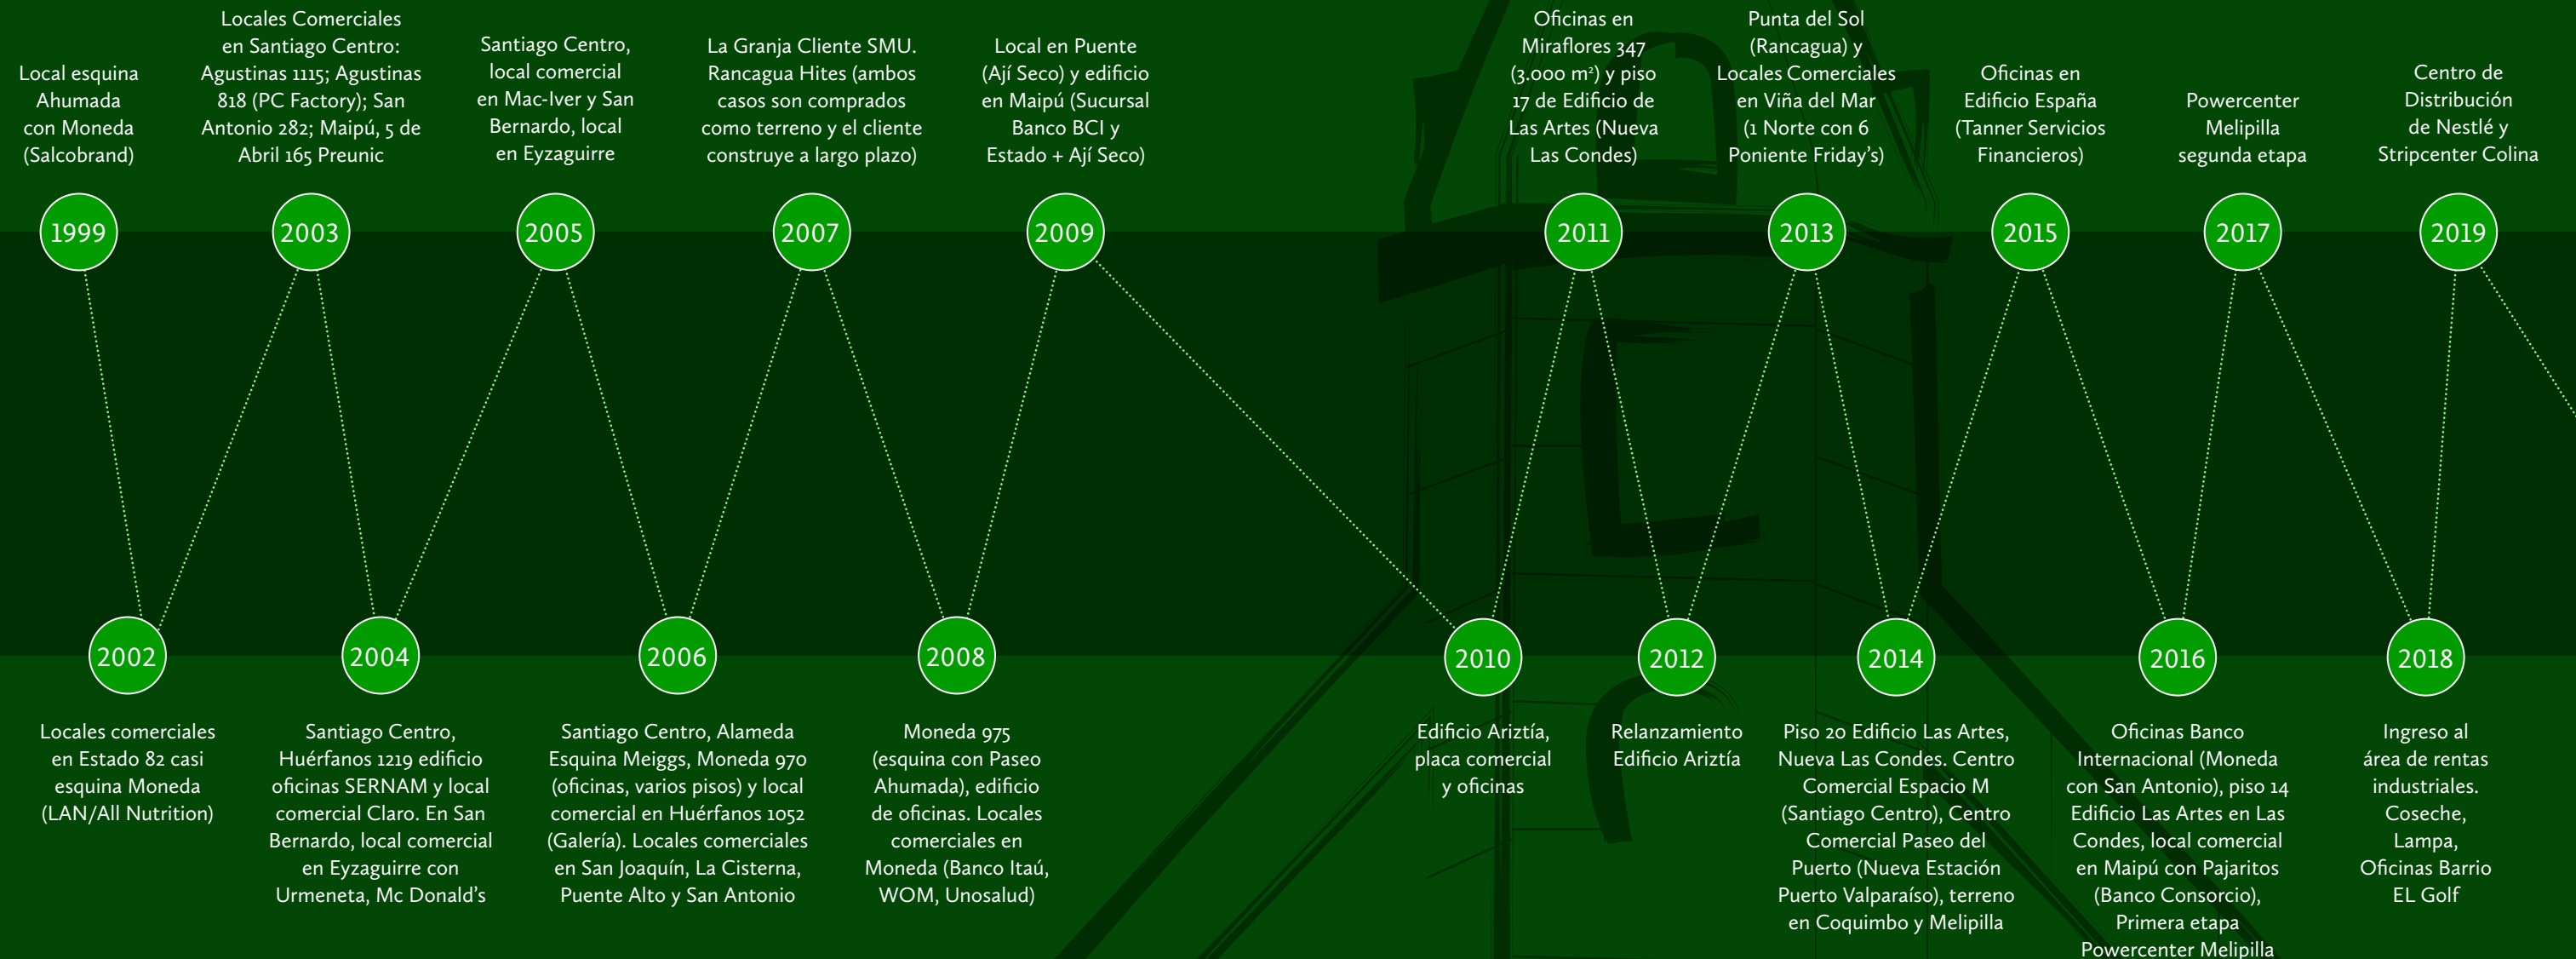 Local esquina
Ahumada
con Moneda
(Salcobrand)
1999
Locales comerciales
en Estado 82 casi
esquina Moneda
(LAN/All Nutrition)
2002
Locales Comerciales
en Santiago Centro:
Agustinas 1115; Agustinas
818 (PC Factory); San
Antonio 282; Maipú, 5 de
Abril 165 Preunic
2003
2004
Santiago Centro,
Huérfanos 1219 edificio
oficinas SERNAM y local
comercial Claro. En San
Bernardo, local comercial
en Eyzaguirre con
Urmeneta, Mc Donald's
Santiago Centro,
local comercial
en Mac-Iver y San
Bernardo, local
en Eyzaguirre
2005
2006
Santiago Centro, Alameda
Esquina Meiggs, Moneda 970
(oficinas, varios pisos) y local
comercial en Huérfanos 1052
(Galería). Locales comerciales
en San Joaquín, La Cisterna,
Puente Alto y San Antonio
La Granja Cliente SMU.
Rancagua Hites (ambos
casos son comprados
como terreno y el cliente
construye a largo plazo)
2007
2008
Moneda 975
(esquina con Paseo
Ahumada), edificio
de oficinas. Locales
comerciales en
Moneda (Banco Itaú,
WOM, Unosalud)
Local en Puente
(Ají Seco) y edificio
en Maipú (Sucursal
Banco BCI y
Estado + Ají Seco)
2009
2010
Edificio Ariztía,
placa comercial
y oficinas
Oficinas en
Miraflores 347
(3.000 m²) y piso
17 de Edificio de
Las Artes (Nueva
Las Condes)
2011
2012
Relanzamiento
Edificio Ariztía
Punta del Sol
(Rancagua) y
Locales Comerciales
en Viña del Mar
(1 Norte con 6
Poniente Friday's)
2013
2014
Piso 20 Edificio Las Artes,
Nueva Las Condes. Centro
Comercial Espacio M
(Santiago Centro), Centro
Comercial Paseo del
Puerto (Nueva Estación
Puerto Valparaíso), terreno
en Coquimbo y Melipilla
Oficinas en
Edificio España
(Tanner Servicios
Financieros)
2015
2016
Oficinas Banco
Internacional (Moneda
con San Antonio), piso 14
Edificio Las Artes en Las
Condes, local comercial
en Maipú con Pajaritos
(Banco Consorcio),
Primera etapa
Powercenter Melipilla
Powercenter
Melipilla
segunda etapa
2017
2018
Ingreso al
área de rentas
industriales.
Coseche,
Lampa,
Oficinas Barrio
EL Golf
Centro de
Distribución
de Nestlé y
Stripcenter Colina
2019